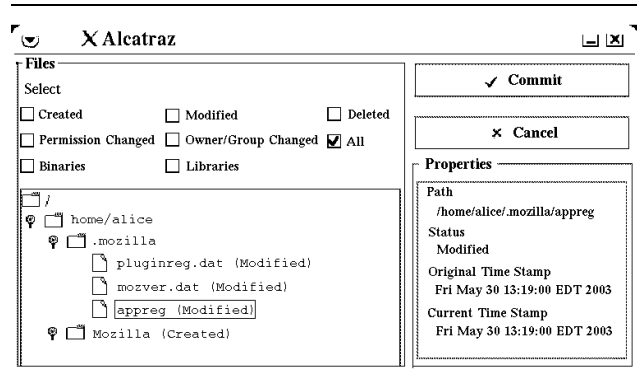 X Alcatraz
Files
Select
Created Modified Deleted
Permission Changed Owner/Group Changed All
Binaries Libraries
/
home/alice
.mozilla
pluginreg.dat (Modified)
mozver.dat (Modified)
appreg (Modified)
Mozilla (Created)
Commit
Cancel
Properties
Path
/home/alice/.mozilla/appreg
Status
Modified
Original Time Stamp
Fri May 30 13:19:00 EDT 2003
Current Time Stamp
Fri May 30 13:19:00 EDT 2003